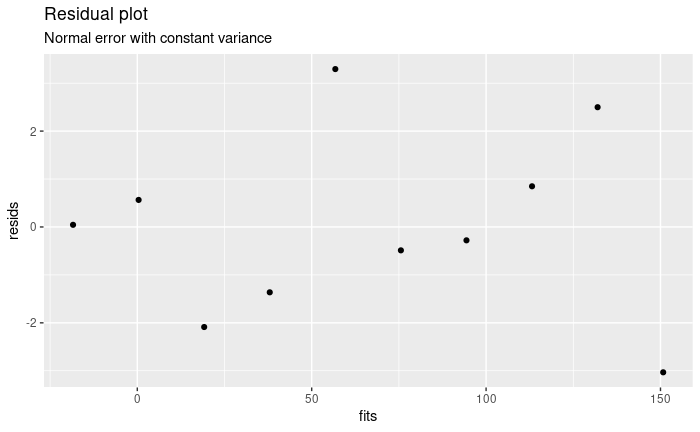 Residual plot
Normal error with constant variance
2
0
-2
resids
0 50 100 150
fits